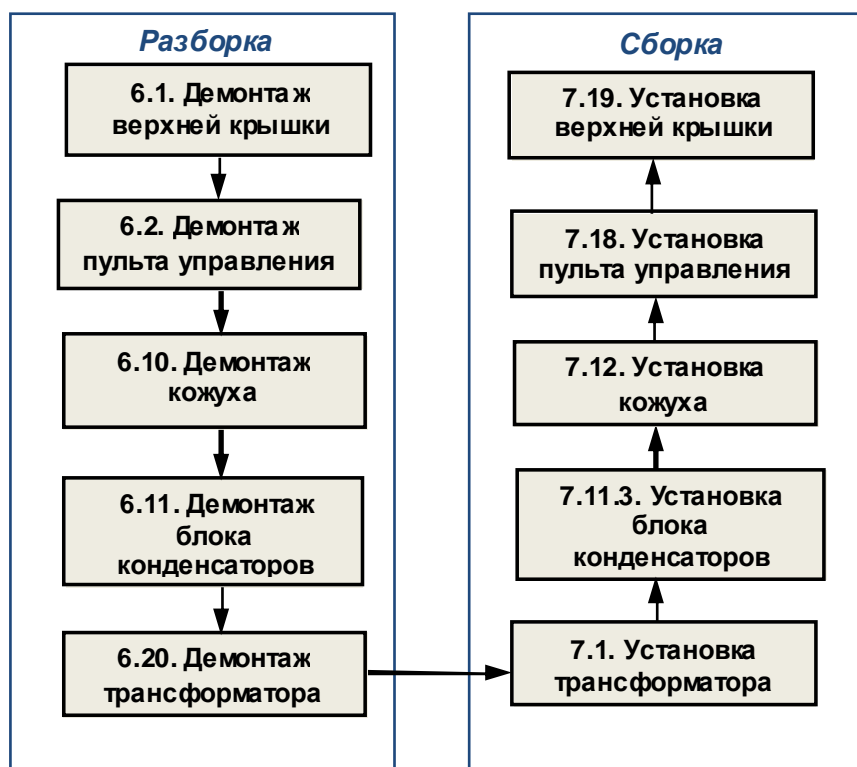 Разборка
6.1. Демонтаж
верхней крышки
6.2. Демонтаж
пульта управления
6.10. Демонтаж
кожуха
6.11. Демонтаж
блока
конденсаторов
6.20. Демонтаж
трансформатора
Сборка
7.19. Установка
верхней крышки
7.18. Установка
пульта управления
7.12. Установка
кожуха
7.11.3. Установка
блока
конденсаторов
7.1. Установка
трансформатора